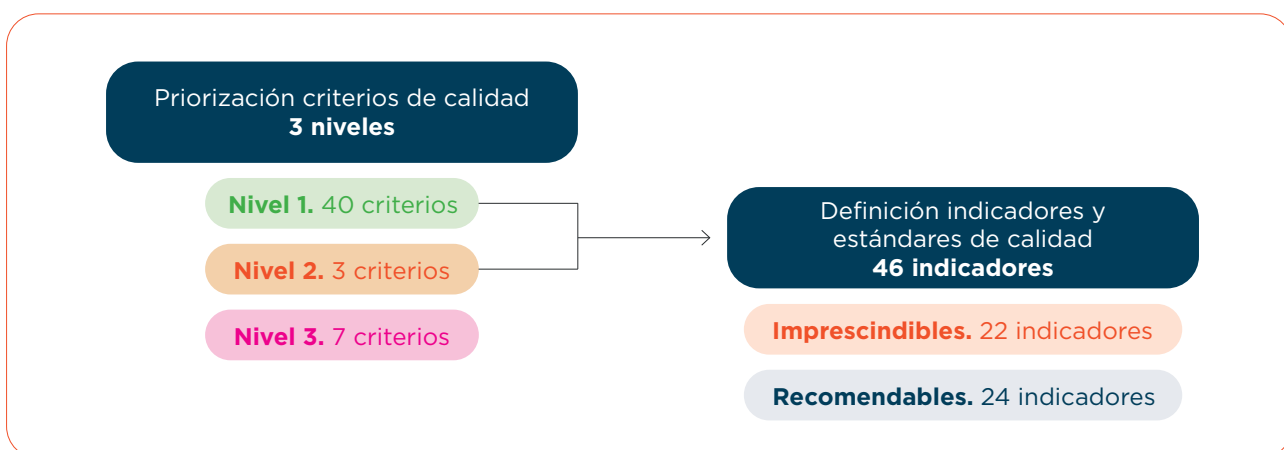 Priorización criterios de calidad
3 niveles
Nivel 1. 40 criterios
Nivel 2. 3 criterios
Nivel 3. 7 criterios
Definición indicadores y
estándares de calidad
46 indicadores
Imprescindibles. 22 indicadores
Recomendables. 24 indicadores